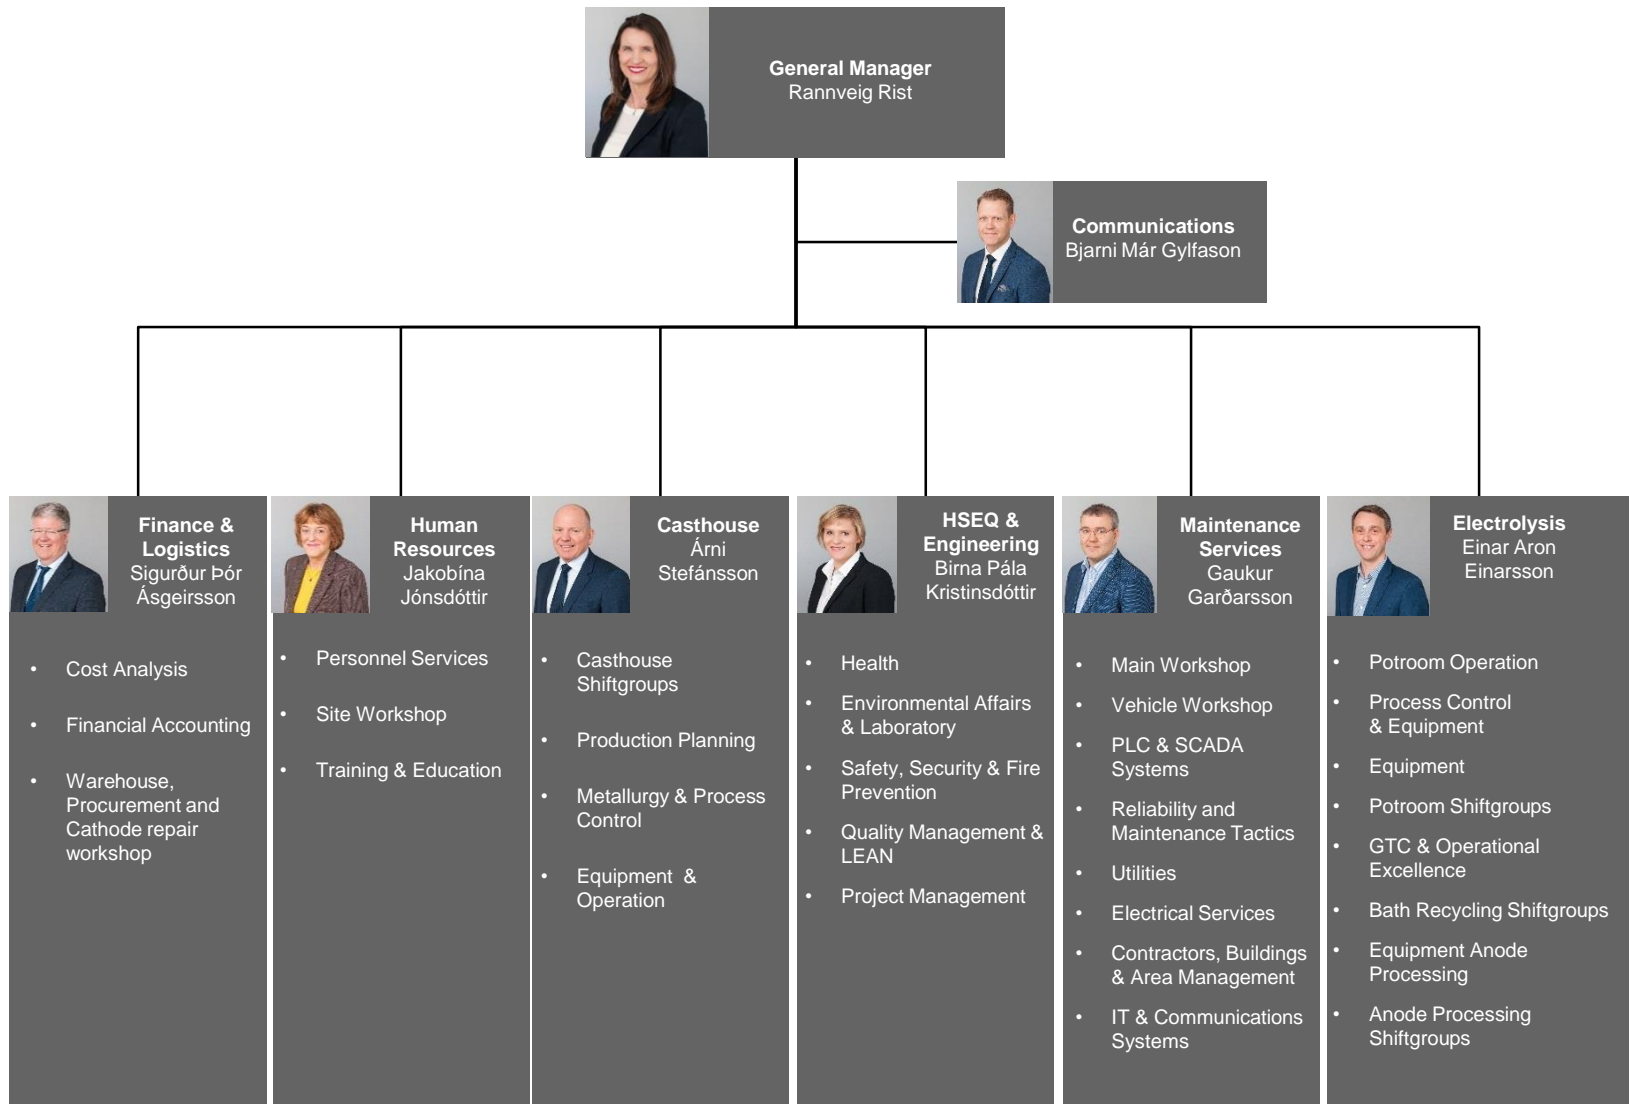 General Manager
Rannveig Rist
Communications
Bjarni Már Gylfason
Finance &
Logistics
Sigurður Þór
Ásgeirsson
• Cost Analysis
• Financial Accounting
• Warehouse,
Procurement and
Cathode repair
workshop
Human
Resources
Jakobína
Jónsdóttir
• Personnel Services
• Site Workshop
• Training & Education
Casthouse
Árni
Stefánsson
• Casthouse
Shiftgroups
• Production Planning
• Metallurgy & Process
Control
• Equipment &
Operation
HSEQ &
Engineering
Birna Pála
Kristinsdóttir
• Health
• Environmental Affairs
& Laboratory
• Safety, Security & Fire
Prevention
• Quality Management &
LEAN
• Project Management
Maintenance
Services
Gaukur
Garðarsson
• Main Workshop
• Vehicle Workshop
• PLC & SCADA
Systems
• Reliability and
Maintenance Tactics
• Utilities
• Electrical Services
• Contractors, Buildings
& Area Management
• IT & Communications
Systems
Electrolysis
Einar Aron
Einarsson
• Potroom Operation
• Process Control
& Equipment
• Equipment
• Potroom Shiftgroups
• GTC & Operational
Excellence
• Bath Recycling Shiftgroups
• Equipment Anode
Processing
• Anode Processing
Shiftgroups